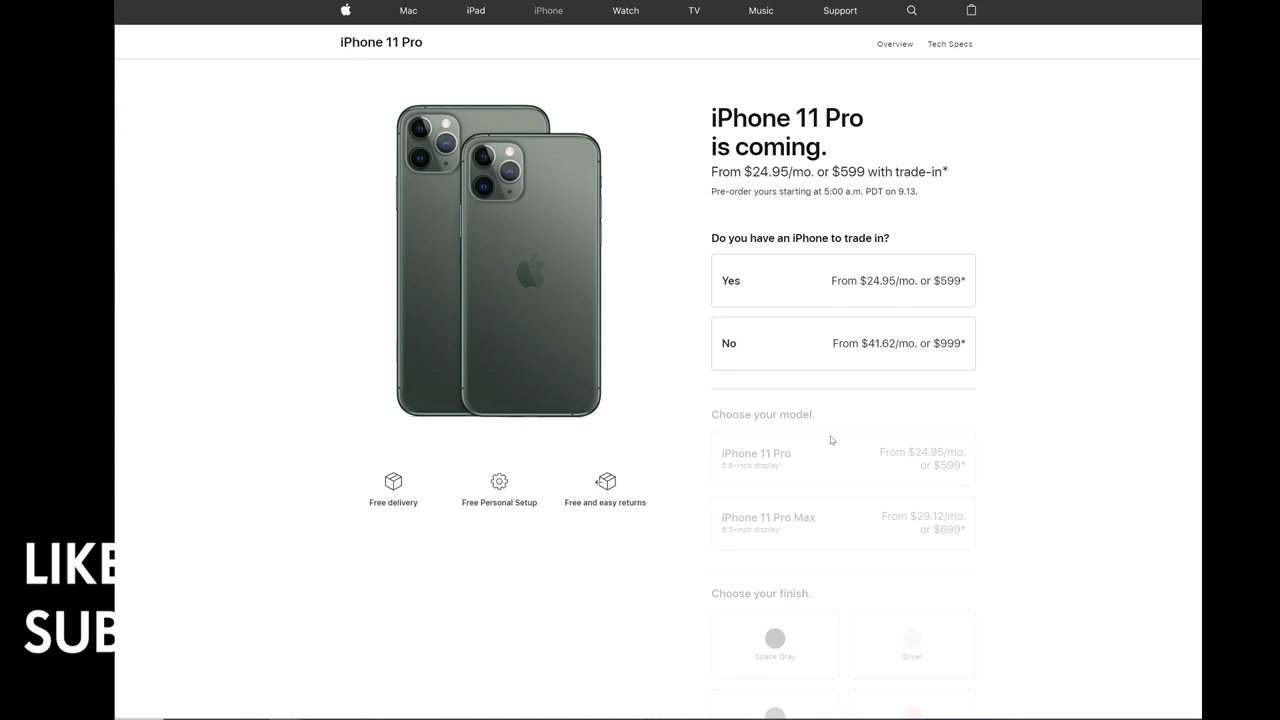 Mac iPad iPhone Watch TV Music Support
iPhone 11 Pro
Overview Tech Specs
iPhone 11 Pro
is coming.
From $24.95/mo. or $599 with trade-in*
Pre-order yours starting at 5:00 a.m. PDT on 9.13.
Do you have an iPhone to trade in?
Yes From $24.95/mo. or $599*
No From $41.62/mo. or $999*
Choose your model.
iPhone 11 Pro From $24.95/mo.
5.8-inch display¹ or $599*
iPhone 11 Pro Max From $29.12/mo.
6.5-inch display¹ or $699*
Free delivery Free Personal Setup Free and easy returns
Choose your finish.
Space Gray Silver
LIKE
SUB